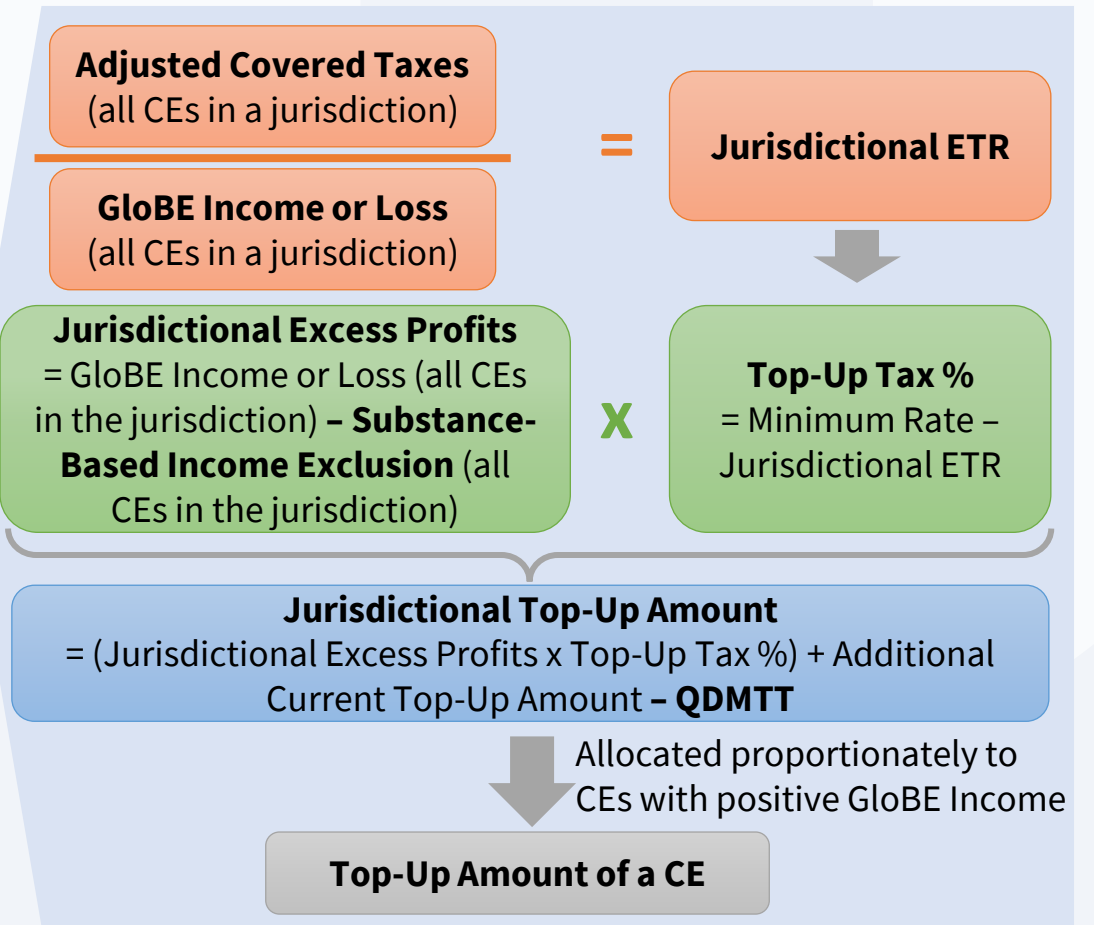 Adjusted Covered Taxes
(all CEs in a jurisdiction)
=
Jurisdictional ETR
GloBE Income or Loss
(all CEs in a jurisdiction)
Jurisdictional Excess Profits
= GloBE Income or Loss (all CEs
in the jurisdiction) – Substance-
Based Income Exclusion (all
CEs in the jurisdiction)
x
Top-Up Tax %
= Minimum Rate –
Jurisdictional ETR
Jurisdictional Top-Up Amount
= (Jurisdictional Excess Profits x Top-Up Tax %) + Additional
Current Top-Up Amount – QDMTT
Allocated proportionately to
CEs with positive GloBE Income
Top-Up Amount of a CE